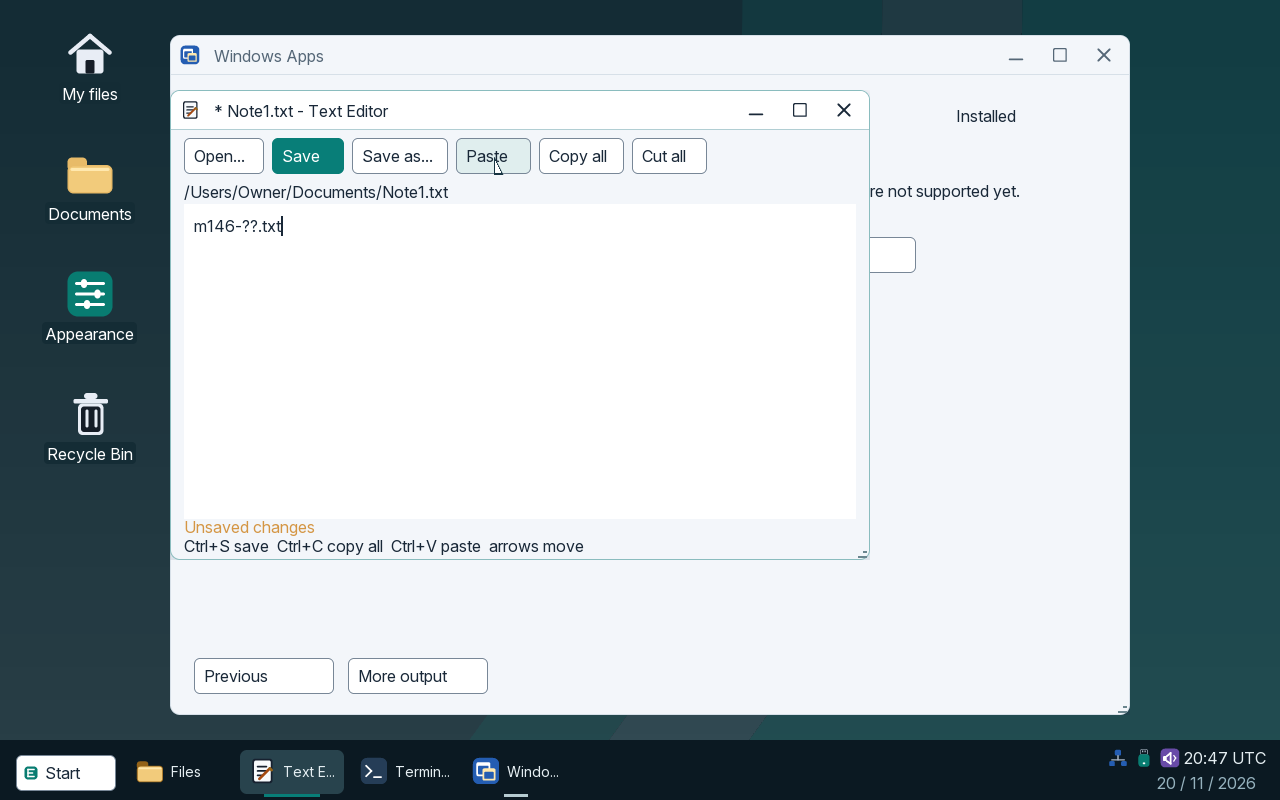 My files
Documents
Appearance
Recycle Bin
Windows Apps
Installed
re not supported yet.
* Note1.txt - Text Editor
Open...
Save
Save as...
Paste
Copy all
Cut all
/Users/Owner/Documents/Note1.txt
m146-??.txt
Unsaved changes
Ctrl+S save  Ctrl+C copy all  Ctrl+V paste  arrows move
Previous
More output
Start
Files
Text E...
Termin...
Windo...
20:47 UTC
20 / 11 / 2026